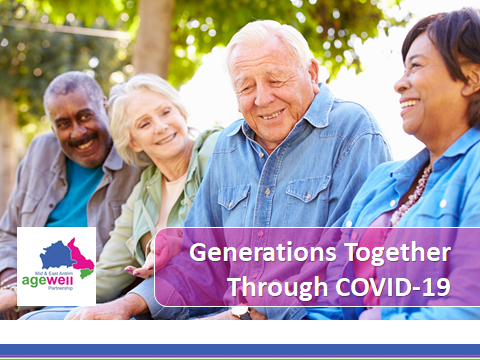 Generations Together
Through COVID-19
Mid & East Antrim
agewell
Partnership